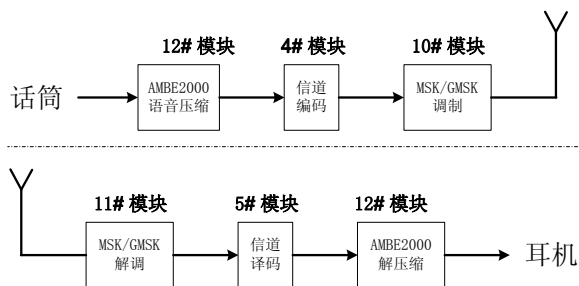 12# 模块 4# 模块 10# 模块
话筒
AMBE2000
语音压缩
信道
编码
MSK/GMSK
调制
11# 模块 5# 模块 12# 模块
MSK/GMSK
解调
信道
译码
AMBE2000
解压缩
耳机